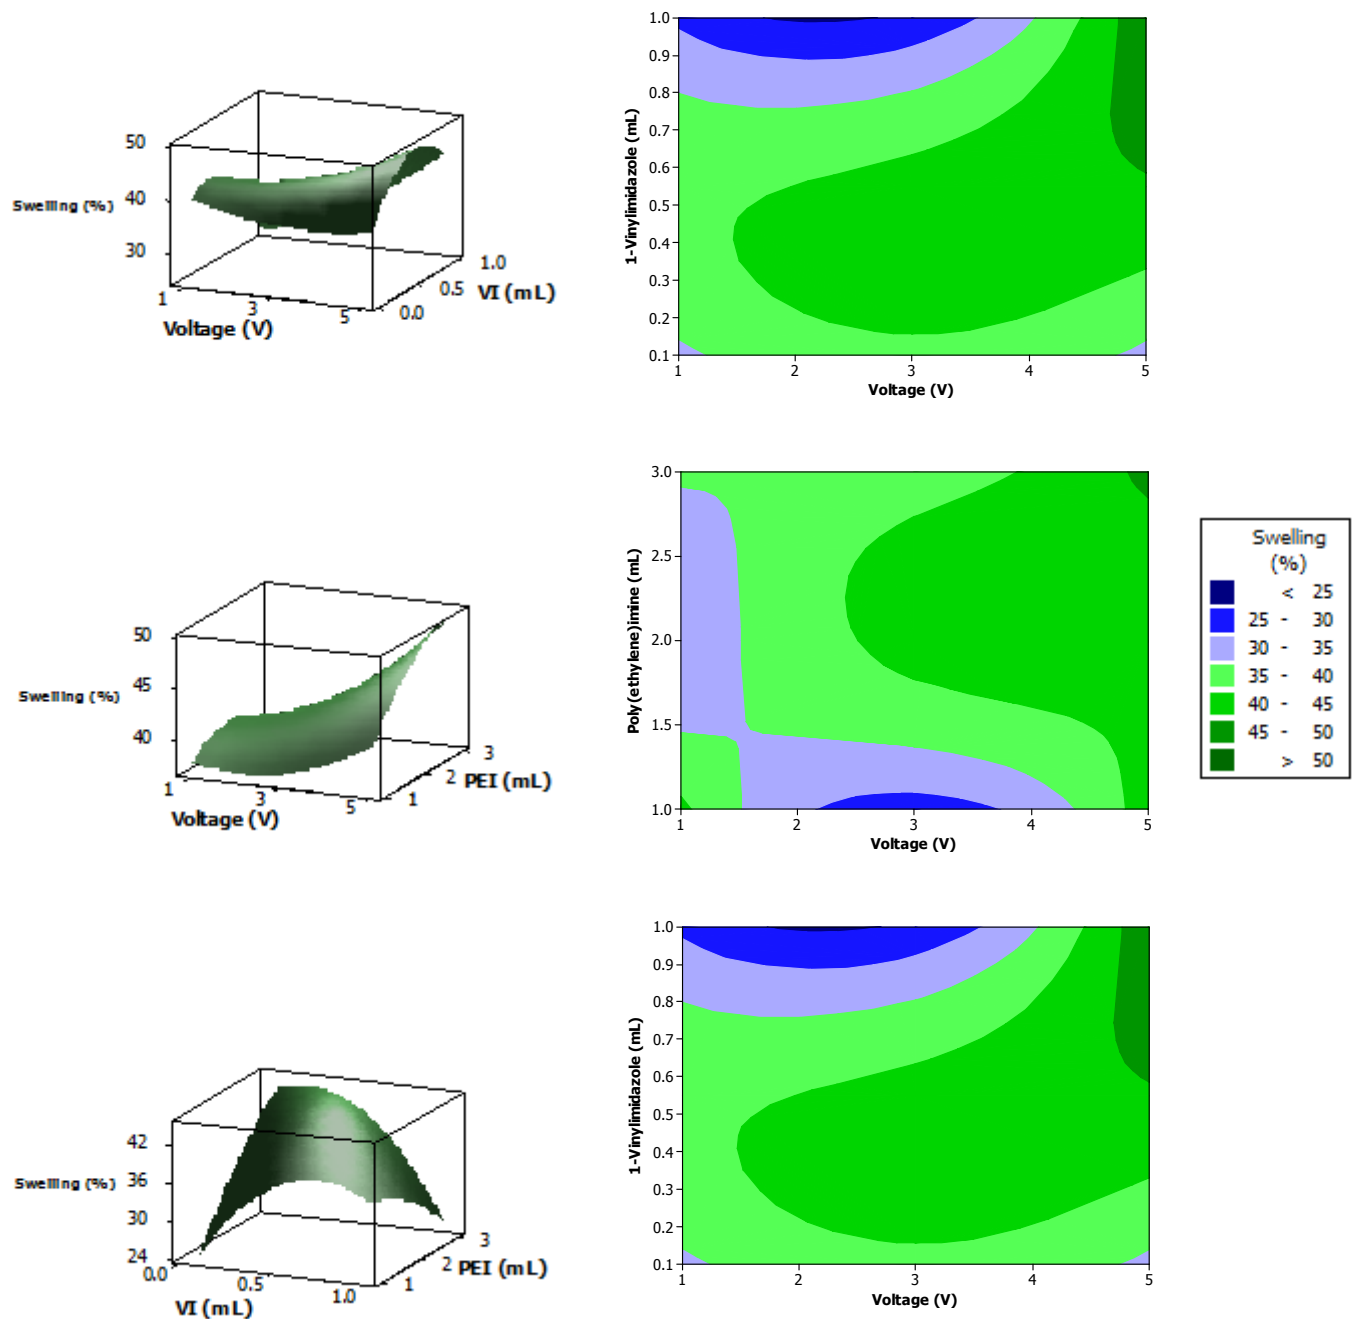 50
40
30
Swelling (%)
1
3
5
Voltage (V)
0.0
0.5
1.0
VI (mL)
1.0
0.9
0.8
0.7
0.6
0.5
0.4
0.3
0.2
0.1
1-Vinylimidazole (mL)
1 2 3 4 5
Voltage (V)
50
45
40
Swelling (%)
1
3
5
Voltage (V)
1
2
3
PEI (mL)
3.0
2.5
2.0
1.5
1.0
Poly(ethylene)imine (mL)
1 2 3 4 5
Voltage (V)
Swelling
(%)
< 25
25 - 30
30 - 35
35 - 40
40 - 45
45 - 50
> 50
42
36
30
24
Swelling (%)
0.0
0.5
1.0
VI (mL)
1
2
3
PEI (mL)
1.0
0.9
0.8
0.7
0.6
0.5
0.4
0.3
0.2
0.1
1-Vinylimidazole (mL)
1 2 3 4 5
Voltage (V)